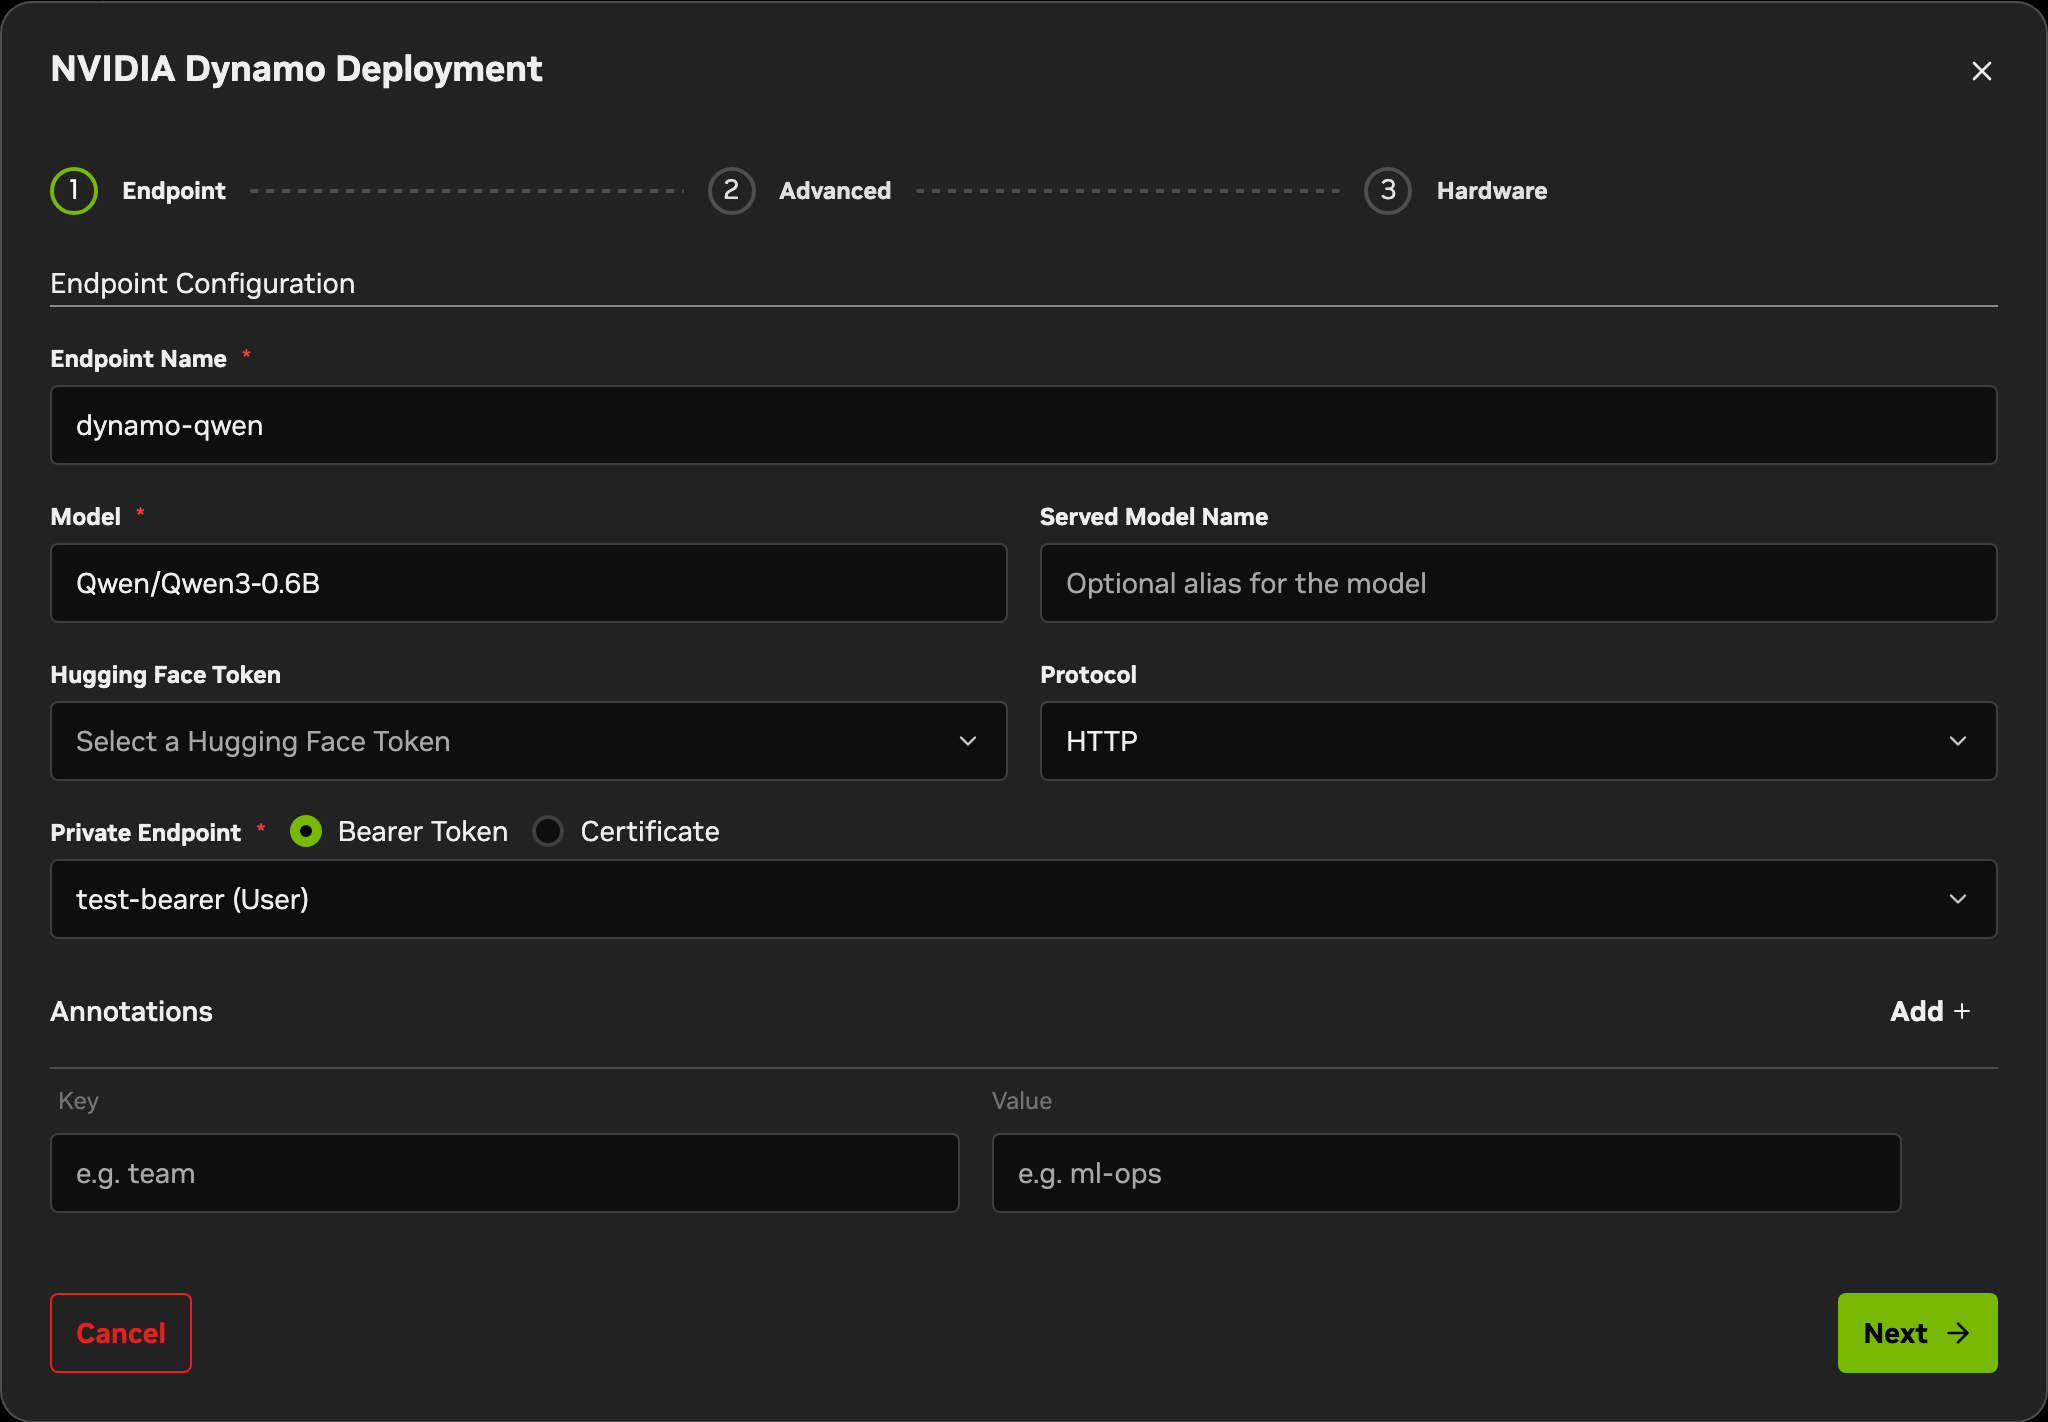 NVIDIA Dynamo Deployment
1 Endpoint 2 Advanced 3 Hardware
Endpoint Configuration
Endpoint Name *
dynamo-qwen
Model * Served Model Name
Qwen/Qwen3-0.6B Optional alias for the model
Hugging Face Token Protocol
Select a Hugging Face Token HTTP
Private Endpoint * Bearer Token Certificate
test-bearer (User)
Annotations Add +
Key Value
e.g. team e.g. ml-ops
Cancel Next →